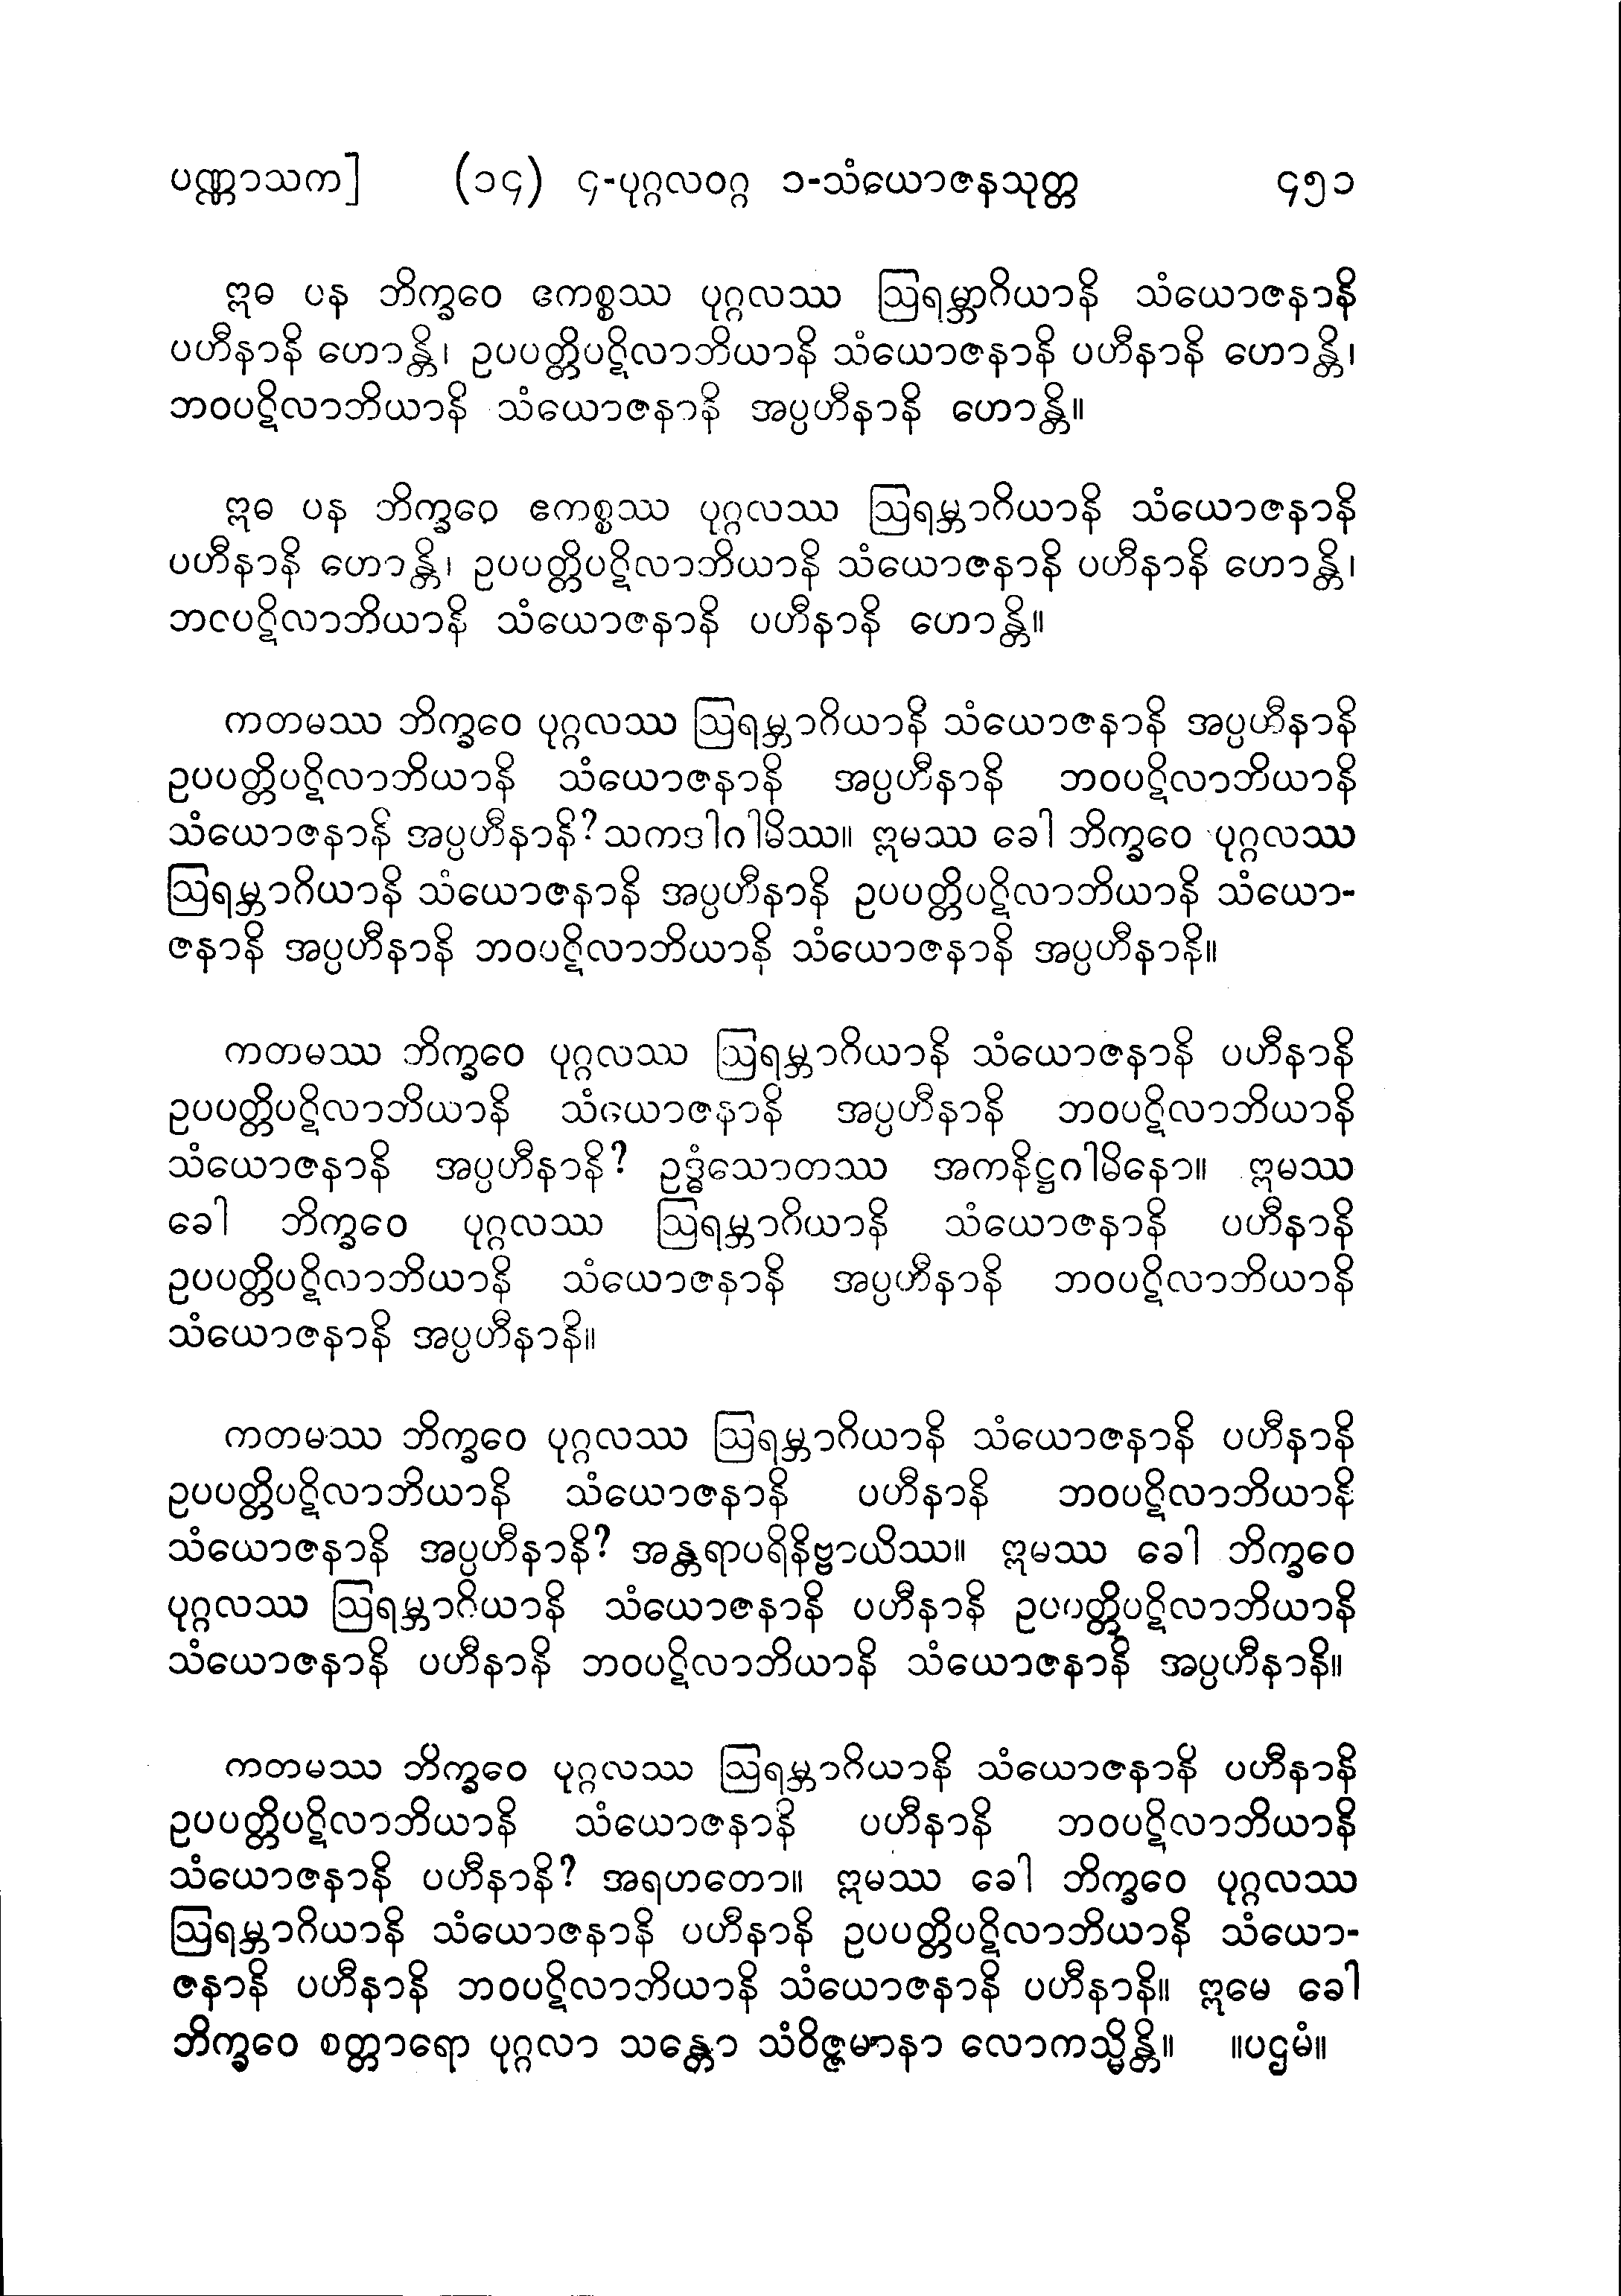 ပဏ္ဏာသက] (၁၄) ၄-ပုဂ္ဂလဝဂ္ဂ ၁-သံယောဇနသုတ္တ ၄၅၁
ဣဓ ပန ဘိက္ခဝေ ဧကစ္စဿ ပုဂ္ဂလဿ ဩရမ္ဘာဂိယာနိ သံယောဇနာနိ
ပဟီနာနိ ဟောန္တိ၊ ဥပပတ္တိပဋိလာဘိယာနိ သံယောဇနာနိ ပဟီနာနိ ဟောန္တိ၊
ဘဝပဋိလာဘိယာနိ သံယောဇနာနိ အပ္ပဟီနာနိ ဟောန္တိ။
ဣဓ ပန ဘိက္ခဝေ ဧကစ္စဿ ပုဂ္ဂလဿ ဩရမ္ဘာဂိယာနိ သံယောဇနာနိ
ပဟီနာနိ ဟောန္တိ၊ ဥပပတ္တိပဋိလာဘိယာနိ သံယောဇနာနိ ပဟီနာနိ ဟောန္တိ၊
ဘဝပဋိလာဘိယာနိ သံယောဇနာနိ ပဟီနာနိ ဟောန္တိ။
ကတမဿ ဘိက္ခဝေ ပုဂ္ဂလဿ ဩရမ္ဘာဂိယာနိ သံယောဇနာနိ အပ္ပဟီနာနိ
ဥပပတ္တိပဋိလာဘိယာနိ သံယောဇနာနိ အပ္ပဟီနာနိ ဘဝပဋိလာဘိယာနိ
သံယောဇနာနိ အပ္ပဟီနာနိ? သကဒါဂါမိဿ။ ဣမဿ ခေါ ဘိက္ခဝေ ပုဂ္ဂလဿ
ဩရမ္ဘာဂိယာနိ သံယောဇနာနိ အပ္ပဟီနာနိ ဥပပတ္တိပဋိလာဘိယာနိ သံယော-
ဇနာနိ အပ္ပဟီနာနိ ဘဝပဋိလာဘိယာနိ သံယောဇနာနိ အပ္ပဟီနာနိ။
ကတမဿ ဘိက္ခဝေ ပုဂ္ဂလဿ ဩရမ္ဘာဂိယာနိ သံယောဇနာနိ ပဟီနာနိ
ဥပပတ္တိပဋိလာဘိယာနိ သံယောဇနာနိ အပ္ပဟီနာနိ ဘဝပဋိလာဘိယာနိ
သံယောဇနာနိ အပ္ပဟီနာနိ? ဥဒ္ဓံသောတဿ အကနိဋ္ဌဂါမိနော။ ဣမဿ
ခေါ ဘိက္ခဝေ ပုဂ္ဂလဿ ဩရမ္ဘာဂိယာနိ သံယောဇနာနိ ပဟီနာနိ
ဥပပတ္တိပဋိလာဘိယာနိ သံယောဇနာနိ အပ္ပဟီနာနိ ဘဝပဋိလာဘိယာနိ
သံယောဇနာနိ အပ္ပဟီနာနိ။
ကတမဿ ဘိက္ခဝေ ပုဂ္ဂလဿ ဩရမ္ဘာဂိယာနိ သံယောဇနာနိ ပဟီနာနိ
ဥပပတ္တိပဋိလာဘိယာနိ သံယောဇနာနိ ပဟီနာနိ ဘဝပဋိလာဘိယာနိ
သံယောဇနာနိ အပ္ပဟီနာနိ? အန္တရာပရိနိဗ္ဗာယိဿ။ ဣမဿ ခေါ ဘိက္ခဝေ
ပုဂ္ဂလဿ ဩရမ္ဘာဂိယာနိ သံယောဇနာနိ ပဟီနာနိ ဥပပတ္တိပဋိလာဘိယာနိ
သံယောဇနာနိ ပဟီနာနိ ဘဝပဋိလာဘိယာနိ သံယောဇနာနိ အပ္ပဟီနာနိ။
ကတမဿ ဘိက္ခဝေ ပုဂ္ဂလဿ ဩရမ္ဘာဂိယာနိ သံယောဇနာနိ ပဟီနာနိ
ဥပပတ္တိပဋိလာဘိယာနိ သံယောဇနာနိ ပဟီနာနိ ဘဝပဋိလာဘိယာနိ
သံယောဇနာနိ ပဟီနာနိ? အရဟတော။ ဣမဿ ခေါ ဘိက္ခဝေ ပုဂ္ဂလဿ
ဩရမ္ဘာဂိယာနိ သံယောဇနာနိ ပဟီနာနိ ဥပပတ္တိပဋိလာဘိယာနိ သံယော-
ဇနာနိ ပဟီနာနိ ဘဝပဋိလာဘိယာနိ သံယောဇနာနိ ပဟီနာနိ။ ဣမေ ခေါ
ဘိက္ခဝေ စတ္တာရော ပုဂ္ဂလာ သန္တော သံဝိဇ္ဇမာနာ လောကသ္မိန္တိ။ ။ပဌမံ။